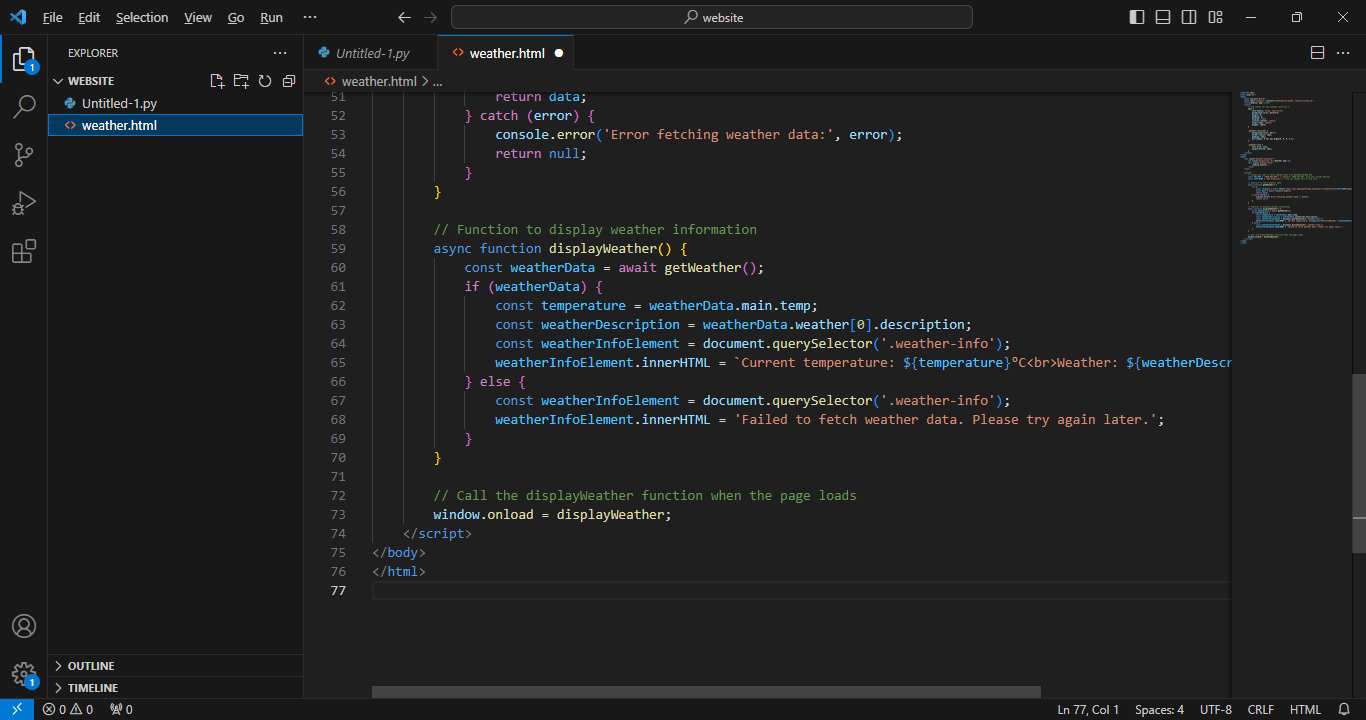 File Edit Selection View Go Run ···
website
EXPLORER ···
WEBSITE
Untitled-1.py
weather.html
1
1
OUTLINE
TIMELINE
Untitled-1.py
weather.html
weather.html > ...
51 return data;
52 } catch (error) {
53 console.error('Error fetching weather data:', error);
54 return null;
55 }
56 }
57
58 // Function to display weather information
59 async function displayWeather() {
60 const weatherData = await getWeather();
61 if (weatherData) {
62 const temperature = weatherData.main.temp;
63 const weatherDescription = weatherData.weather[0].description;
64 const weatherInfoElement = document.querySelector('.weather-info');
65 weatherInfoElement.innerHTML = `Current temperature: ${temperature}°C<br>Weather: ${weatherDescr
66 } else {
67 const weatherInfoElement = document.querySelector('.weather-info');
68 weatherInfoElement.innerHTML = 'Failed to fetch weather data. Please try again later.';
69 }
70 }
71
72 // Call the displayWeather function when the page loads
73 window.onload = displayWeather;
74 </script>
75 </body>
76 </html>
77
0 0 0
Ln 77, Col 1 Spaces: 4 UTF-8 CRLF HTML